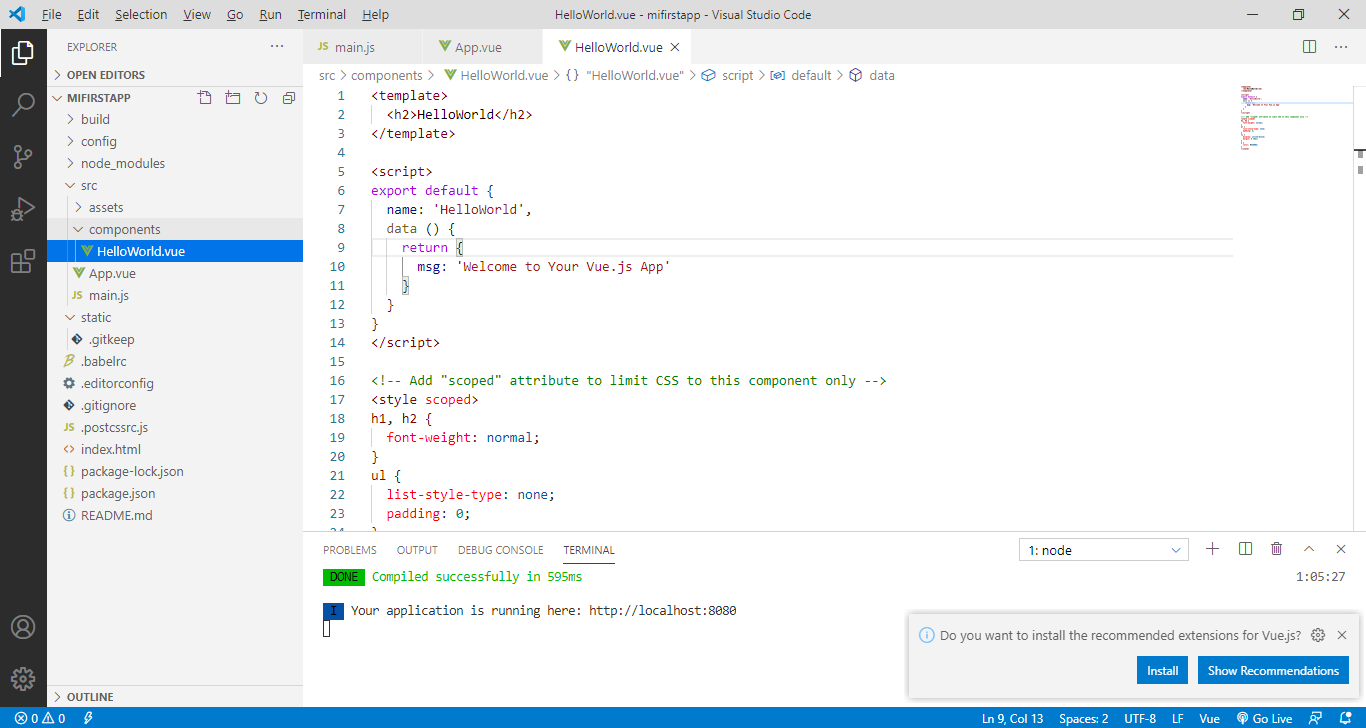 File Edit Selection View Go Run Terminal Help HelloWorld.vue - mifirstapp - Visual Studio Code
EXPLORER
OPEN EDITORS
MIFIRSTAPP
build
config
node_modules
src
assets
components
HelloWorld.vue
App.vue
JS main.js
static
.gitkeep
.babelrc
.editorconfig
.gitignore
JS .postcssrc.js
<> index.html
{} package-lock.json
{} package.json
README.md
OUTLINE
JS main.js App.vue HelloWorld.vue
src > components > HelloWorld.vue > {} "HelloWorld.vue" > script > default > data
1 <template>
2 <h2>HelloWorld</h2>
3 </template>
4
5 <script>
6 export default {
7 name: 'HelloWorld',
8 data () {
9 return {
10 msg: 'Welcome to Your Vue.js App'
11 }
12 }
13 }
14 </script>
15
16 <!-- Add "scoped" attribute to limit CSS to this component only -->
17 <style scoped>
18 h1, h2 {
19 font-weight: normal;
20 }
21 ul {
22 list-style-type: none;
23 padding: 0;
24 }
PROBLEMS OUTPUT DEBUG CONSOLE TERMINAL 1: node
DONE Compiled successfully in 595ms 1:05:27
I Your application is running here: http://localhost:8080
Do you want to install the recommended extensions for Vue.js?
Install Show Recommendations
0 0 Ln 9, Col 13 Spaces: 2 UTF-8 LF Vue Go Live